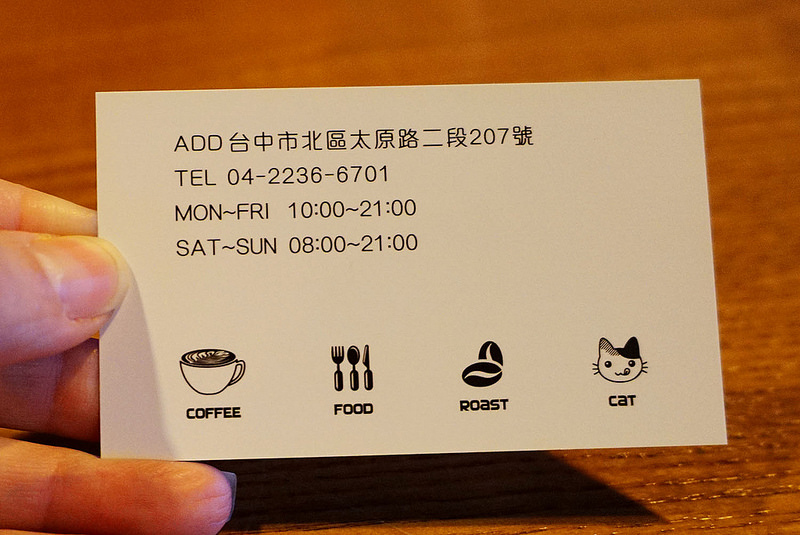 ADD 台中市北區太原路二段207號
TEL 04-2236-6701
MON~FRI 10:00~21:00
SAT~SUN 08:00~21:00
COFFEE FOOD ROAST CAT